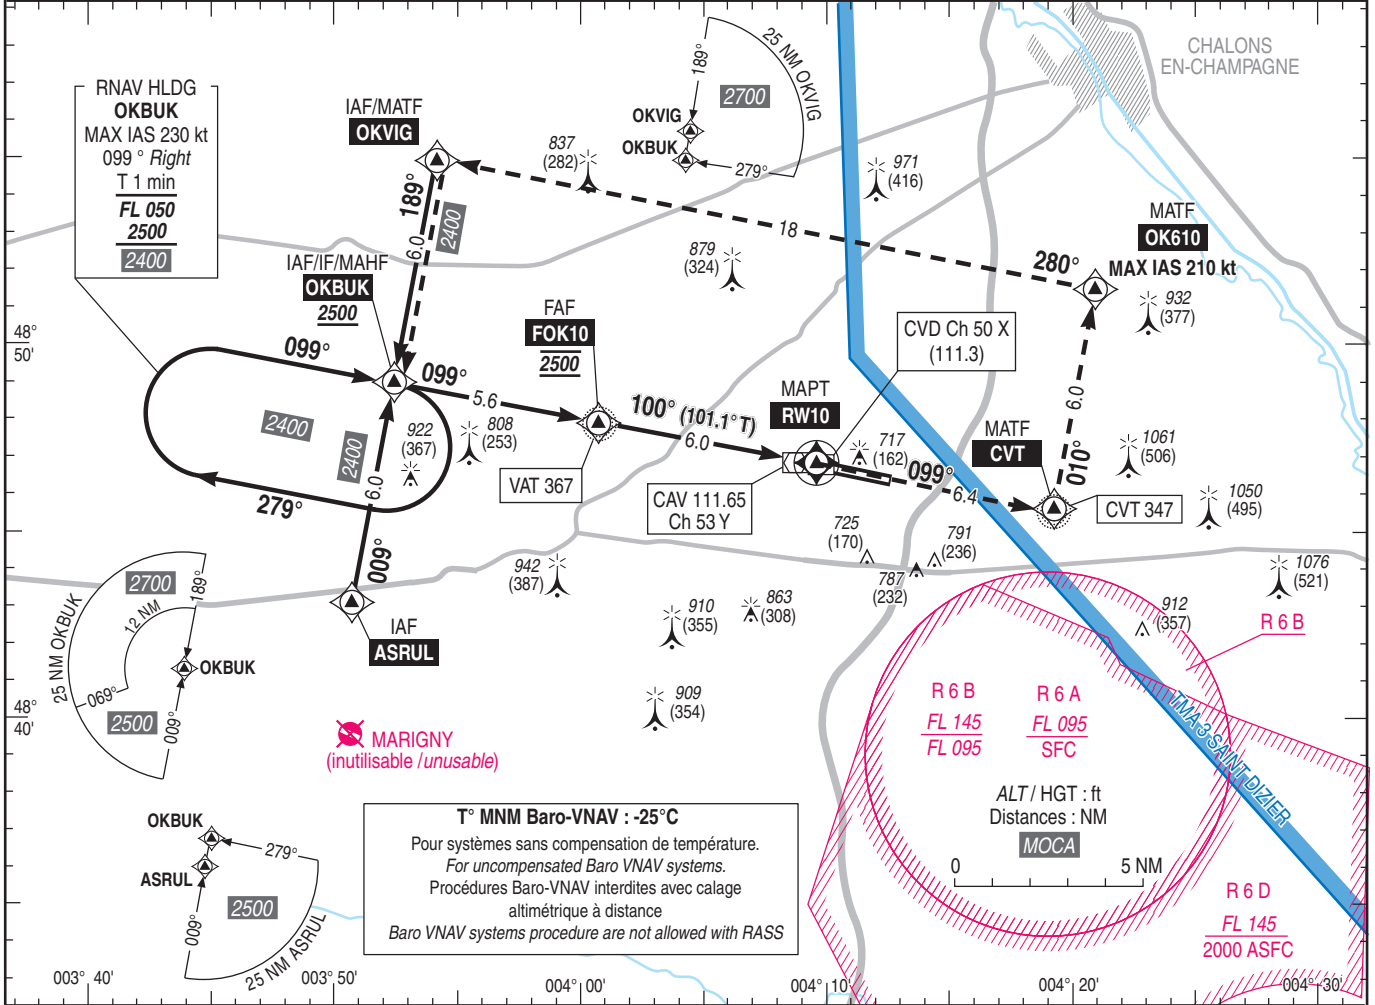 RNAV HLDG
OKBUK
MAX IAS 230 kt
099 ° Right
T 1 min
FL 050
2500
2400
IAF/MATF
OKVIG
837
(282)
189°
25 NM OKVIG
2700
OKVIG
OKBUK
279°
971
(416)
CHALONS
EN-CHAMPAGNE
MATF
OK610
MAX IAS 210 kt
280°
18
932
(377)
879
(324)
189°
6.0
2400
IAF/IF/MAHF
OKBUK
2500
FAF
FOK10
2500
CVD Ch 50 X
(111.3)
48°
50'
099°
099°
5.6
100° (101.1°T)
6.0
MAPT
RW10
717
(162)
MATF
CVT
6.0
010°
1061
(506)
2400
2400
922
(367)
808
(253)
VAT 367
CAV 111.65
Ch 53 Y
099°
6.4
CVT 347
1050
(495)
279°
6.0
009°
725
(170)
791
(236)
787
(232)
1076
(521)
942
(387)
910
(355)
863
(308)
912
(357)
R 6 B
IAF
ASRUL
25 NM OKBUK
2700
12 NM
189°
OKBUK
069°
2500
009°
48°
40'
909
(354)
MARIGNY
(inutilisable /unusable)
R 6 B
FL 145
FL 095
R 6 A
FL 095
SFC
TMA 3 SAINT DIZIER
ALT / HGT : ft
Distances : NM
MOCA
0
5 NM
OKBUK
279°
ASRUL
2500
009°
25 NM ASRUL
T° MNM Baro-VNAV : -25°C
Pour systèmes sans compensation de température.
For uncompensated Baro VNAV systems.
Procédures Baro-VNAV interdites avec calage
altimétrique à distance
Baro VNAV systems procedure are not allowed with RASS
R 6 D
FL 145
2000 ASFC
003° 40'
003° 50'
004° 00'
004° 10'
004° 20'
004° 30'